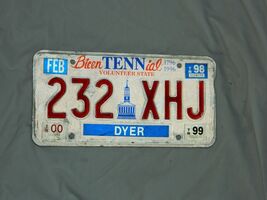 FEB BicenTENNial 1796 1996 98
VOLUNTEER STATE
232 XHJ
00 DYER 99